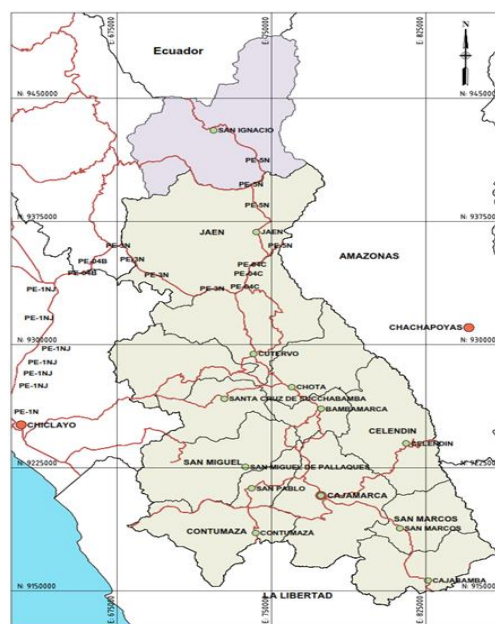 E: 675000
E: 750000
E: 825000
Ecuador
N
N: 9450000
N: 9450000
SAN IGNACIO
PE-5N
PE-5N
PE-5N
N: 9375000
N: 9375000
JAEN
JAEN
PE-3N
PE-5N
AMAZONAS
PE-04B
PE-3N
PE-04C
PE-04B
PE-3N
PE-04C
PE-1NJ
PE-3N
PE-04C
PE-1NJ
CHACHAPOYAS
N: 9300000
N: 9300000
PE-1NJ
CUTERVO
PE-1NJ
PE-1NJ
PE-1NJ
CHOTA
SANTA CRUZ DE SUCCHABAMBA
PE-1N
BAMBAMARCA
CHICLAYO
CELENDIN
CELENDIN
N: 9225000
N: 9225000
SAN MIGUEL
SAN MIGUEL DE PALLAQUES
SAN PABLO
CAJAMARCA
SAN MARCOS
CONTUMAZA
CONTUMAZA
SAN MARCOS
CAJABAMBA
N: 9150000
N: 9150000
LA LIBERTAD
E: 675000
E: 750000
E: 825000